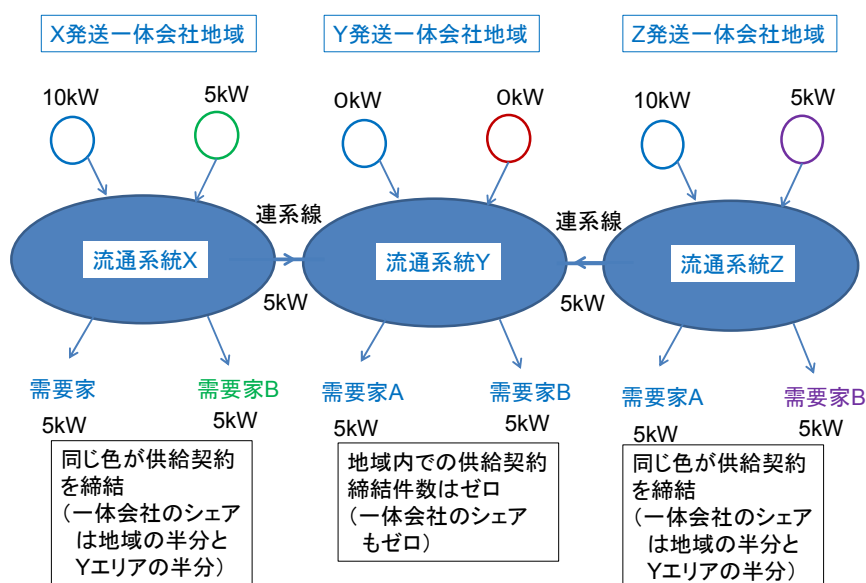 X発送一体会社地域
Y発送一体会社地域
Z発送一体会社地域
10kW
5kW
0kW
0kW
10kW
5kW
連系線
連系線
流通系統X
流通系統Y
流通系統Z
5kW
5kW
需要家
需要家B
需要家A
需要家B
需要家A
需要家B
5kW
5kW
5kW
5kW
5kW
5kW
同じ色が供給契約
を締結
（一体会社のシェア
は地域の半分と
Yエリアの半分）
地域内での供給契約
締結件数はゼロ
（一体会社のシェア
もゼロ）
同じ色が供給契約
を締結
（一体会社のシェア
は地域の半分と
Yエリアの半分）